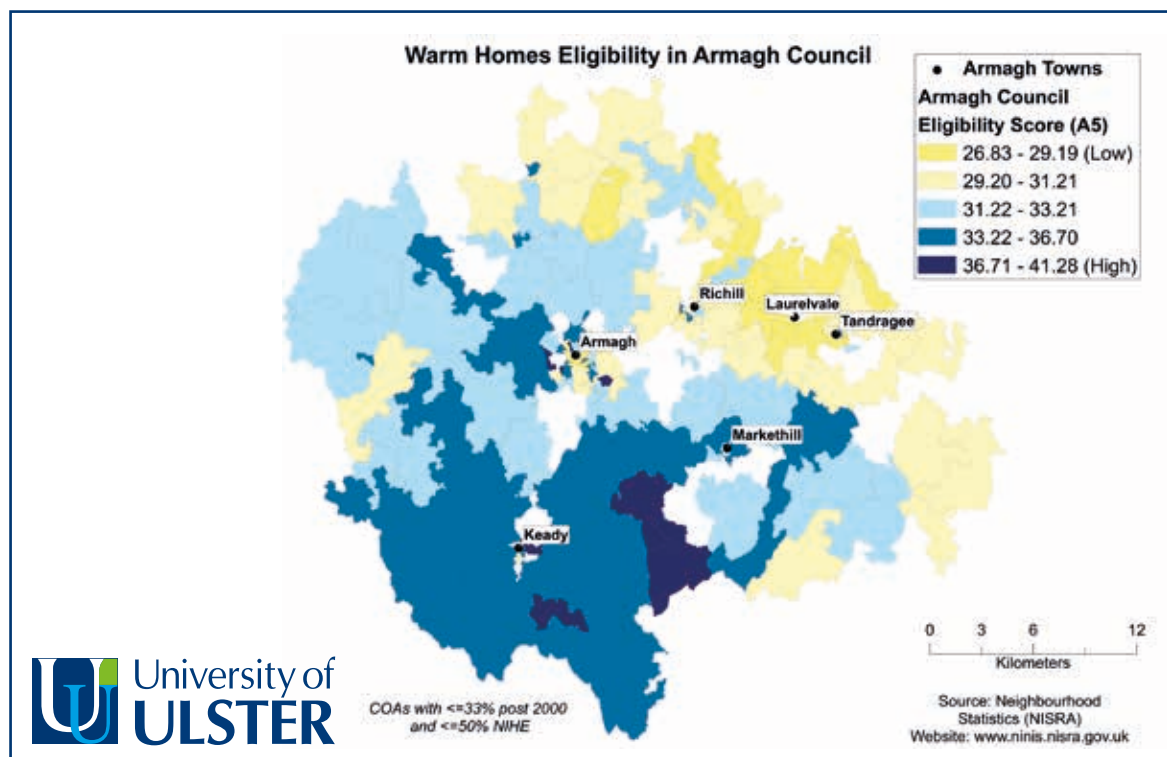 Warm Homes Eligibility in Armagh Council
Armagh Towns
Armagh Council
Eligibility Score (A5)
26.83 - 29.19 (Low)
29.20 - 31.21
31.22 - 33.21
33.22 - 36.70
36.71 - 41.28 (High)
Richill
Laurelvale
Tandragee
Armagh
Markethill
Keady
0 3 6 12
Kilometers
University of
ULSTER
COAs with <=33% post 2000
and <=50% NIHE
Source: Neighbourhood
Statistics (NISRA)
Website: www.ninis.nisra.gov.uk